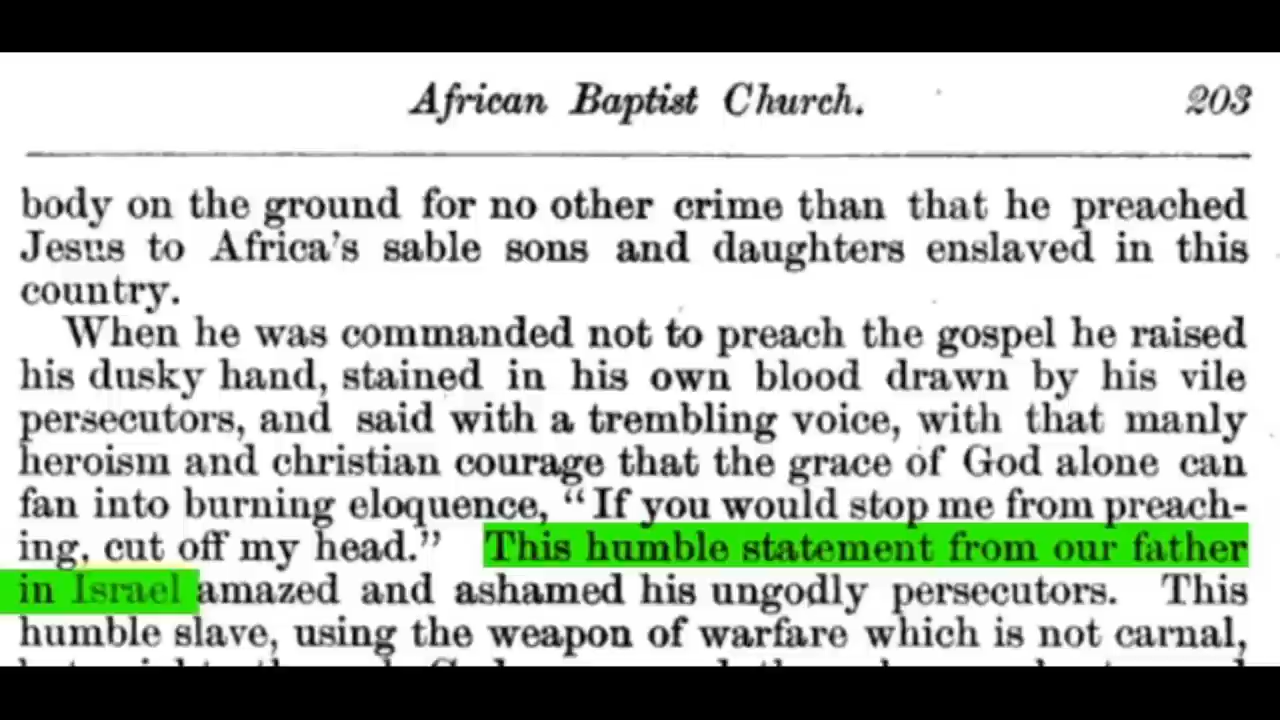 African Baptist Church. 203
body on the ground for no other crime than that he preached
Jesus to Africa's sable sons and daughters enslaved in this
country.
When he was commanded not to preach the gospel he raised
his dusky hand, stained in his own blood drawn by his vile
persecutors, and said with a trembling voice, with that manly
heroism and christian courage that the grace of God alone can
fan into burning eloquence, “If you would stop me from preach-
ing, cut off my head.” This humble statement from our father
in Israel amazed and ashamed his ungodly persecutors. This
humble slave, using the weapon of warfare which is not carnal,